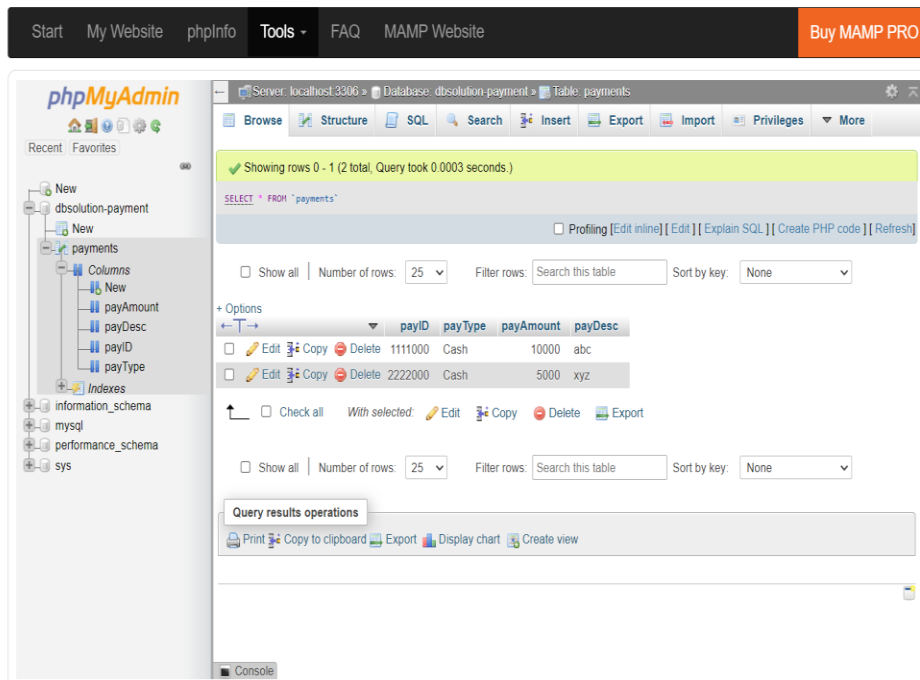 Start My Website phpInfo Tools FAQ MAMP Website Buy MAMP PRO
phpMyAdmin
Recent Favorites
New
dbsolution-payment
New
payments
Columns
New
payAmount
payDesc
payID
payType
Indexes
information_schema
mysql
performance_schema
sys
Server: localhost:3306 » Database: dbsolution-payment » Table: payments
Browse Structure SQL Search Insert Export Import Privileges More
Showing rows 0 - 1 (2 total, Query took 0.0003 seconds.)
SELECT * FROM `payments`
Profiling [Edit inline] [ Edit ] [ Explain SQL ] [ Create PHP code ] [ Refresh]
Show all Number of rows: 25 Filter rows: Search this table Sort by key: None
+ Options
←T→ payID payType payAmount payDesc
Edit Copy Delete 1111000 Cash 10000 abc
Edit Copy Delete 2222000 Cash 5000 xyz
Check all With selected: Edit Copy Delete Export
Show all Number of rows: 25 Filter rows: Search this table Sort by key: None
Query results operations
Print Copy to clipboard Export Display chart Create view
Console